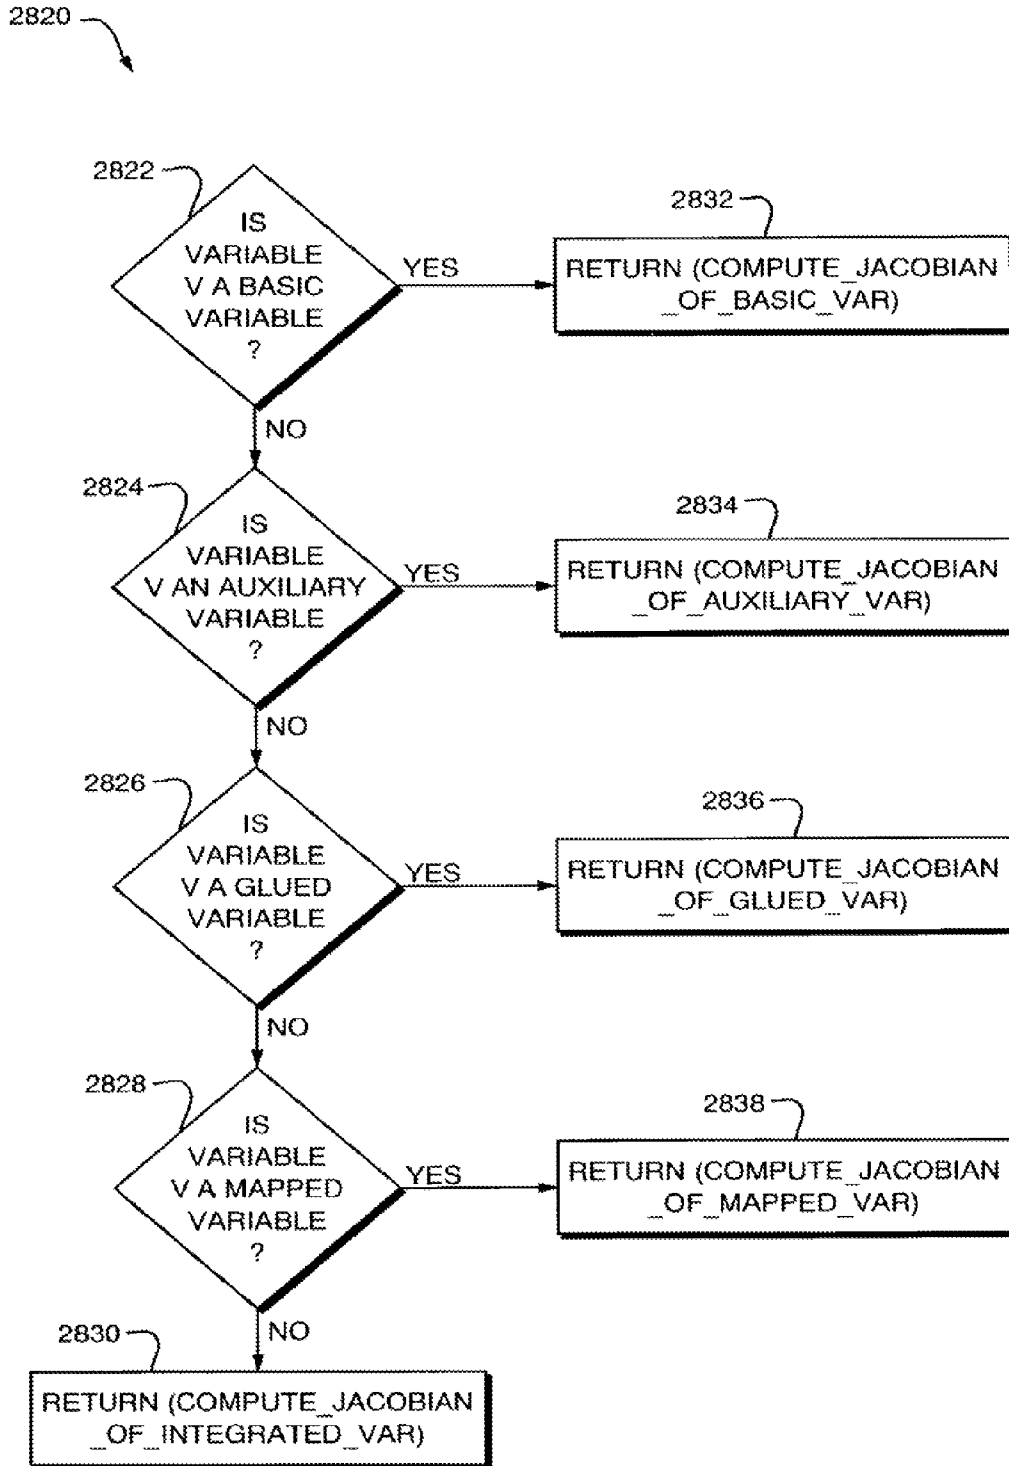 2820
2822
IS
VARIABLE
V A BASIC
VARIABLE
?
YES
2832
RETURN (COMPUTE_JACOBIAN
_OF_BASIC_VAR)
NO
2824
IS
VARIABLE
V AN AUXILIARY
VARIABLE
?
YES
2834
RETURN (COMPUTE_JACOBIAN
_OF_AUXILIARY_VAR)
NO
2826
IS
VARIABLE
V A GLUED
VARIABLE
?
YES
2836
RETURN (COMPUTE_JACOBIAN
_OF_GLUED_VAR)
NO
2828
IS
VARIABLE
V A MAPPED
VARIABLE
?
YES
2838
RETURN (COMPUTE_JACOBIAN
_OF_MAPPED_VAR)
NO
2830
RETURN (COMPUTE_JACOBIAN
_OF_INTEGRATED_VAR)